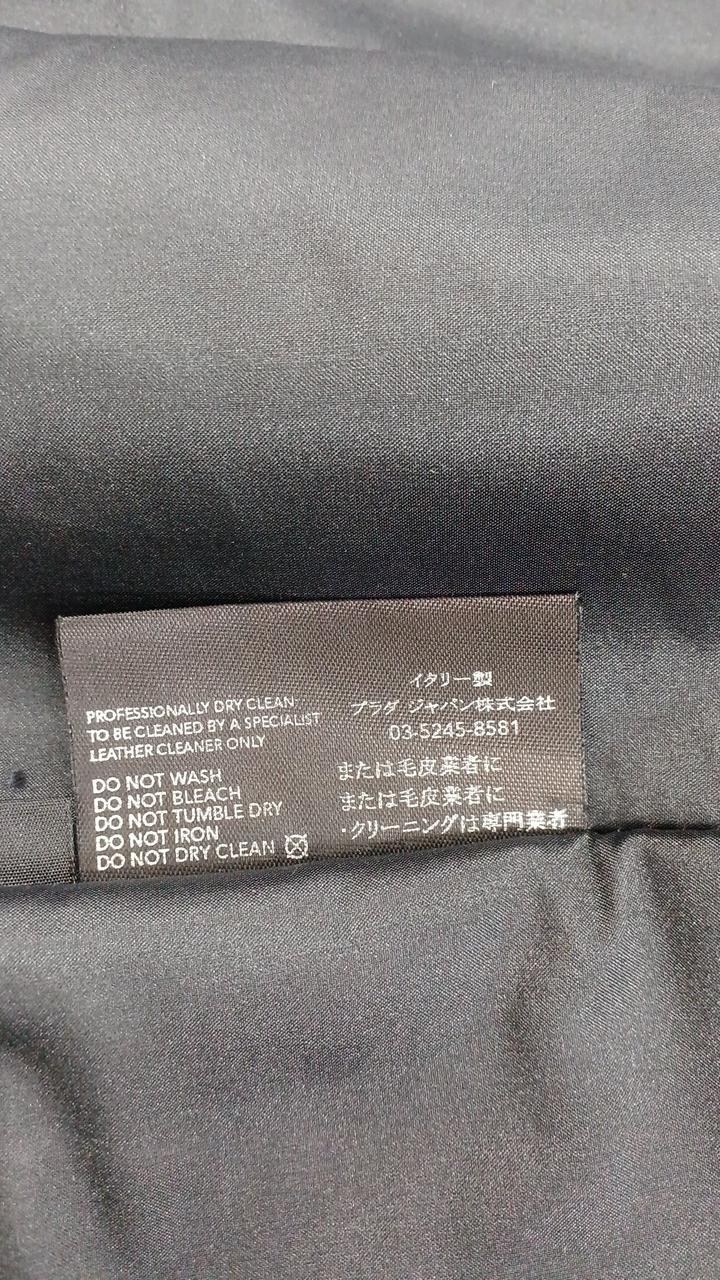 PROFESSIONALLY DRY CLEAN-
TO BE CLEANED BY A SPECIALIST
LEATHER CLEANER ONLY
DO NOT WASH
DO NOT BLEACH
DO NOT TUMBLE DRY
DO NOT IRON
DO NOT DRY CLEAN
イタリー製
プラダ ジャパン株式会社
03-5245-8581
または毛皮業者に
または毛皮業者に
・クリーニングは専門業者